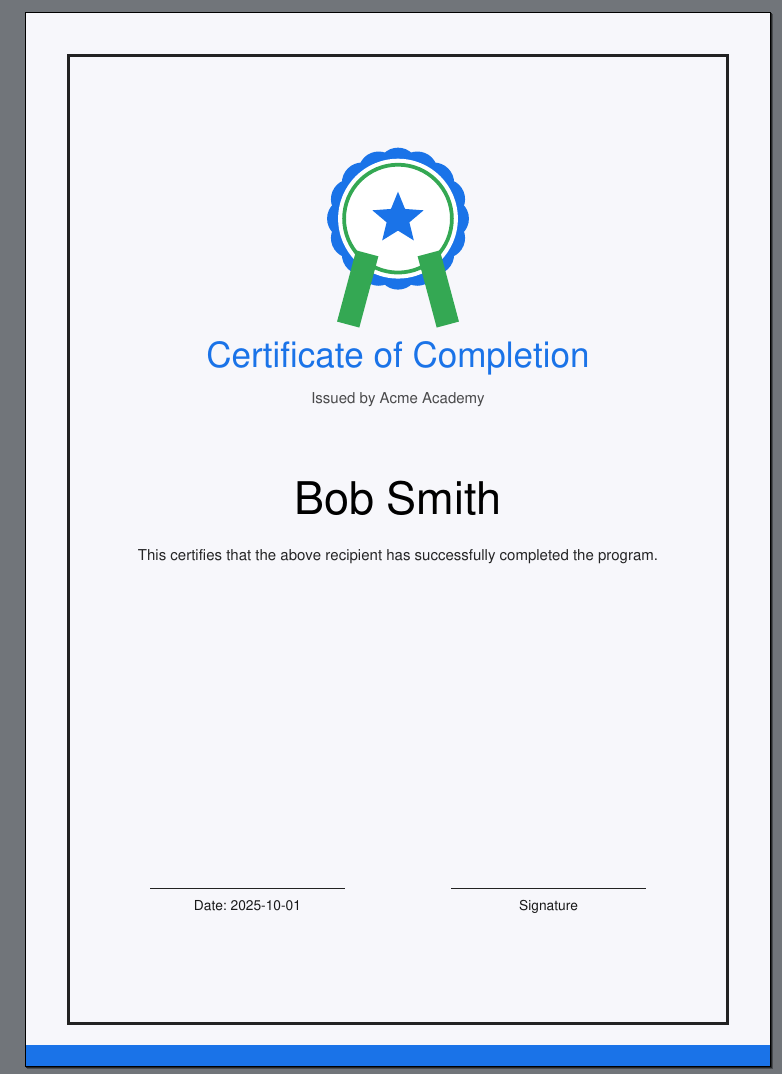 Certificate of Completion
Issued by Acme Academy
Bob Smith
This certifies that the above recipient has successfully completed the program.
Date: 2025-10-01
Signature